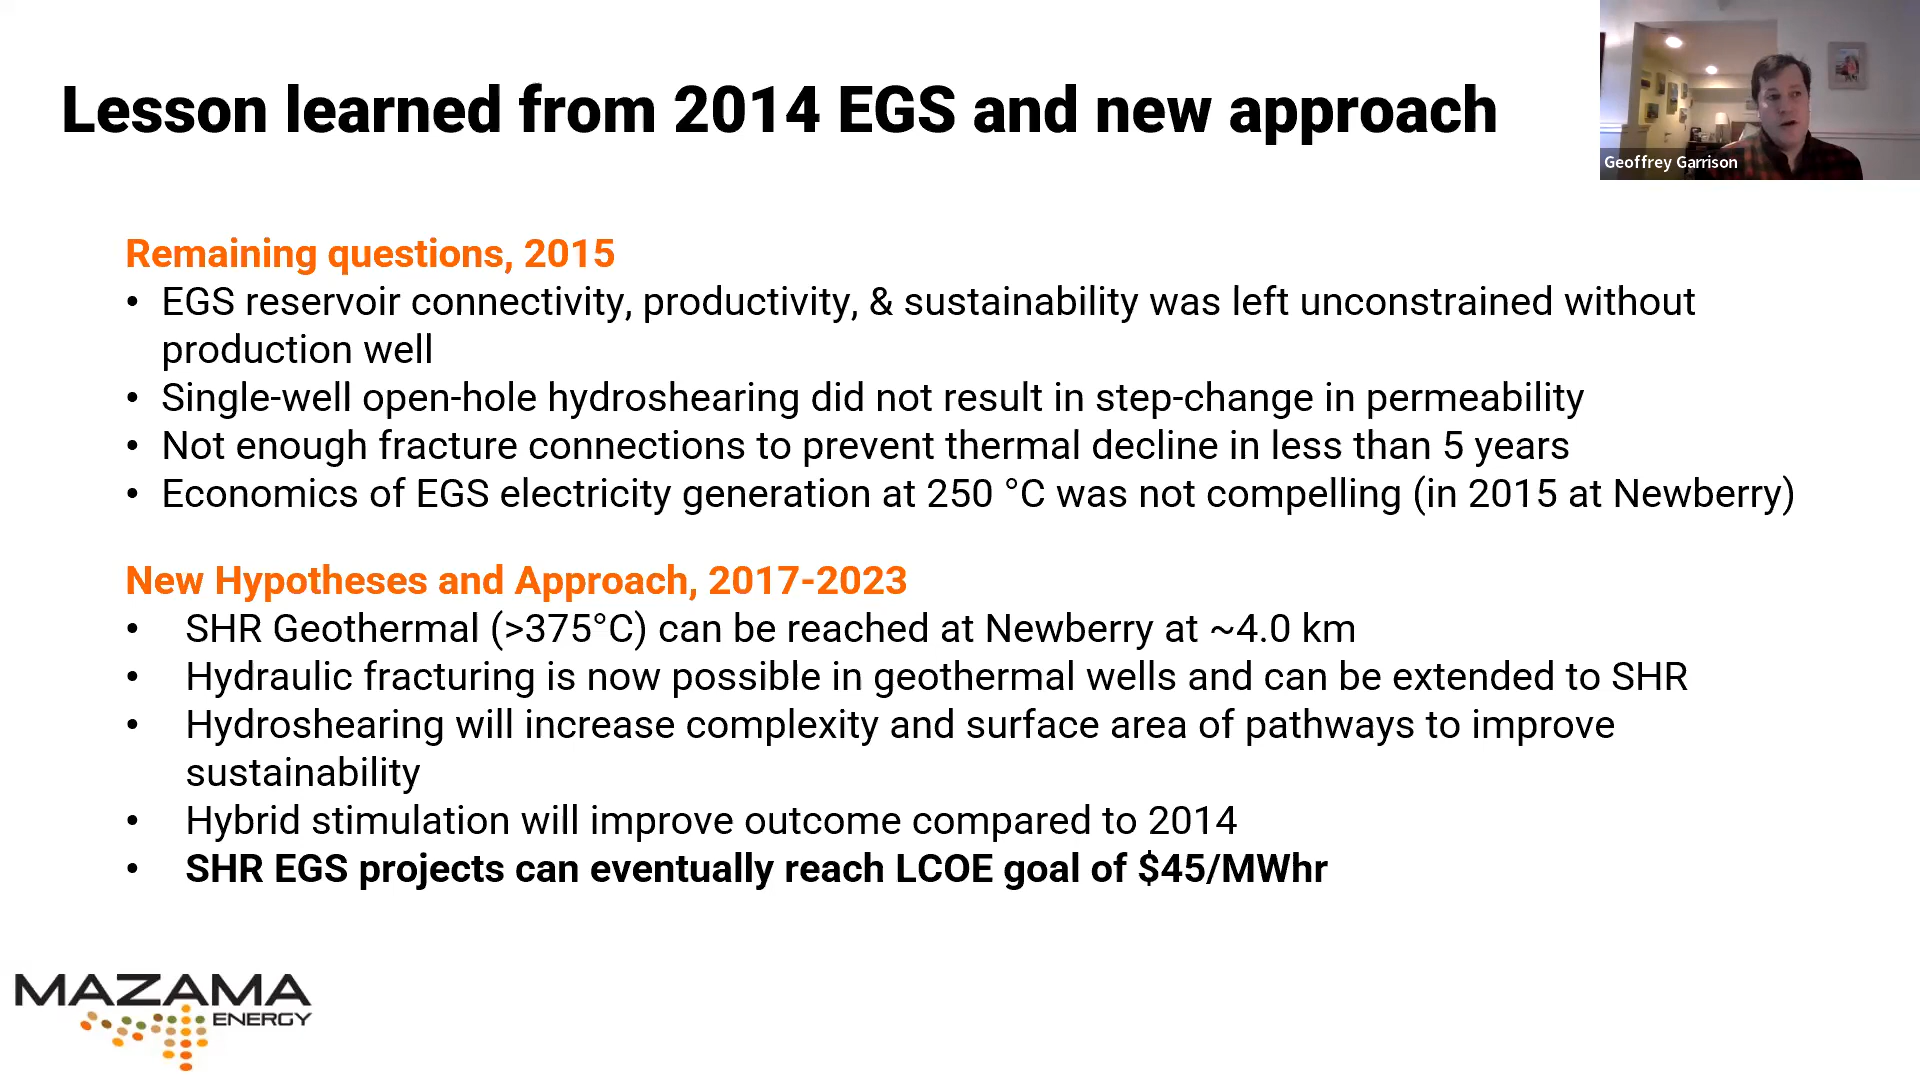 Lesson learned from 2014 EGS and new approach
Geoffrey Garrison
Remaining questions, 2015
• EGS reservoir connectivity, productivity, & sustainability was left unconstrained without
production well
• Single-well open-hole hydroshearing did not result in step-change in permeability
• Not enough fracture connections to prevent thermal decline in less than 5 years
• Economics of EGS electricity generation at 250 °C was not compelling (in 2015 at Newberry)
New Hypotheses and Approach, 2017-2023
• SHR Geothermal (>375°C) can be reached at Newberry at ~4.0 km
• Hydraulic fracturing is now possible in geothermal wells and can be extended to SHR
• Hydroshearing will increase complexity and surface area of pathways to improve
sustainability
• Hybrid stimulation will improve outcome compared to 2014
• SHR EGS projects can eventually reach LCOE goal of $45/MWhr
MAZAMA
ENERGY